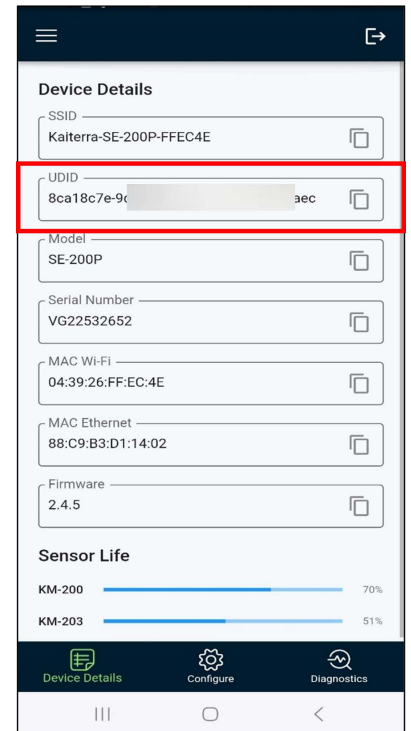 Device Details
SSID
Kaiterra-SE-200P-FFEC4E
UDID
8ca18c7e-9 aec
Model
SE-200P
Serial Number
VG22532652
MAC Wi-Fi
04:39:26:FF:EC:4E
MAC Ethernet
88:C9:B3:D1:14:02
Firmware
2.4.5
Sensor Life
KM-200 70%
KM-203 51%
Device Details Configure Diagnostics